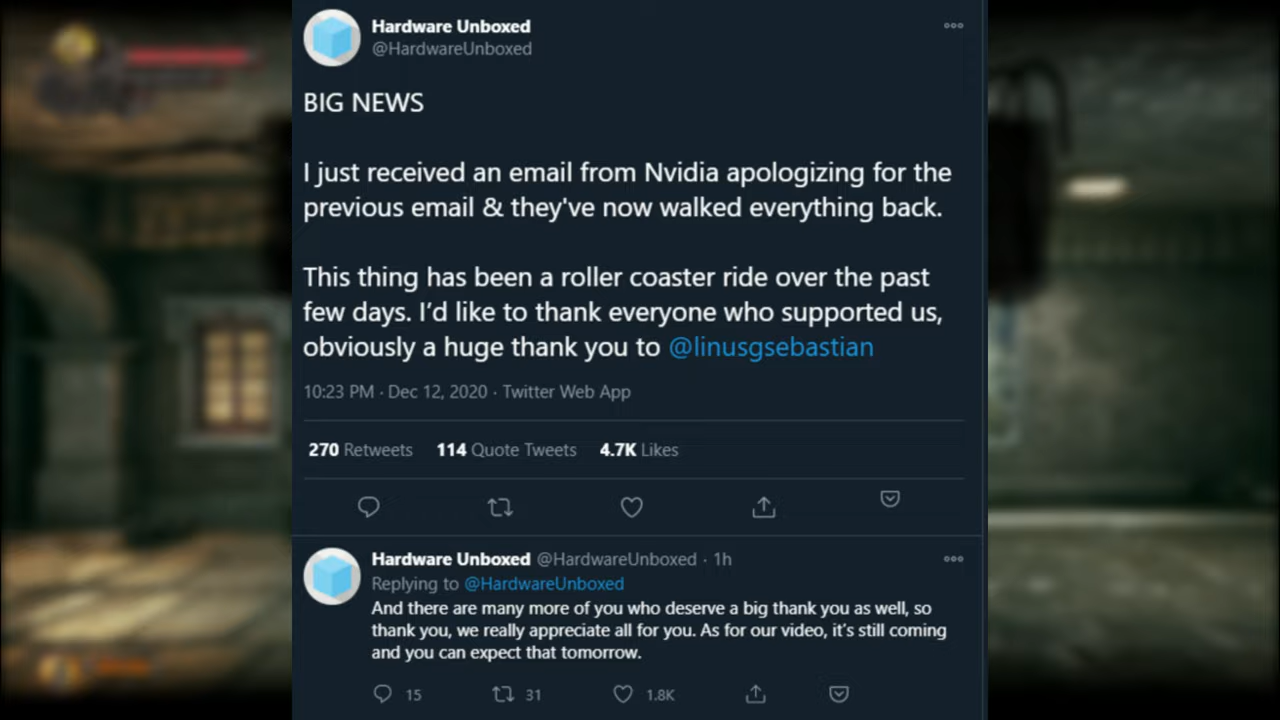 Hardware Unboxed
@HardwareUnboxed
BIG NEWS
I just received an email from Nvidia apologizing for the
previous email & they've now walked everything back.
This thing has been a roller coaster ride over the past
few days. I’d like to thank everyone who supported us,
obviously a huge thank you to @linusgsebastian
10:23 PM · Dec 12, 2020 · Twitter Web App
270 Retweets 114 Quote Tweets 4.7K Likes
Hardware Unboxed @HardwareUnboxed · 1h
Replying to @HardwareUnboxed
And there are many more of you who deserve a big thank you as well, so
thank you, we really appreciate all for you. As for our video, it’s still coming
and you can expect that tomorrow.
15 31 1.8K